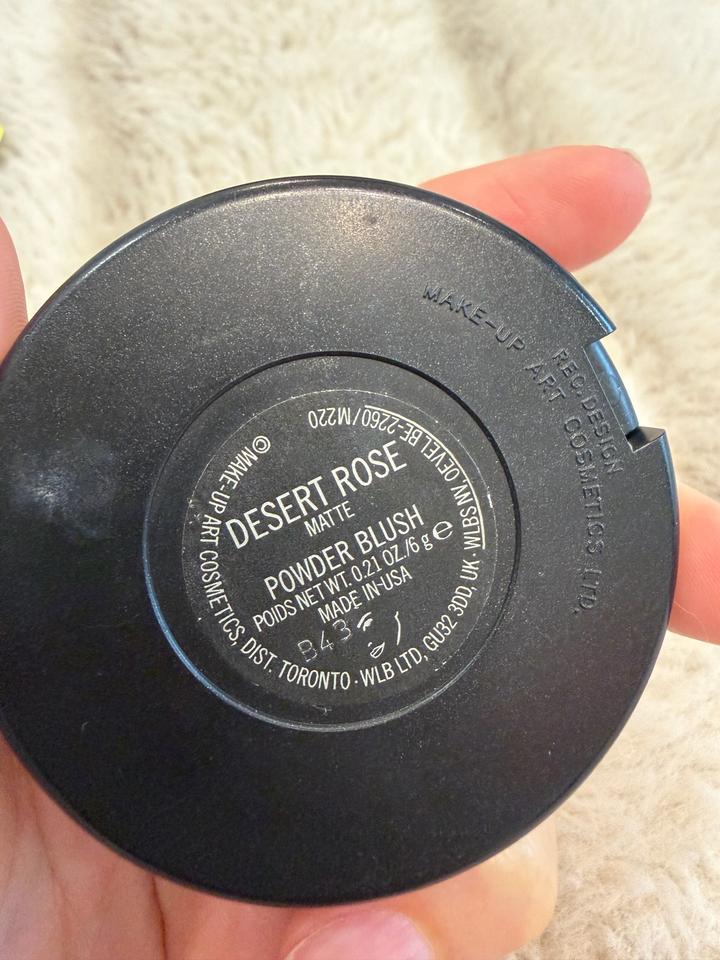 MAKE-UP ART COSMETICS LTD.
REG. DESIGN
DESERT ROSE
MATTE
POWDER BLUSH
POIDS NET WT. 0.21 OZ./6 g e
MADE IN-USA
B43
©MAKE-UP ART COSMETICS, DIST. TORONTO · WLB LTD, GU32 3DD, UK · WLBS NV, OEVEL BE-2260/M220